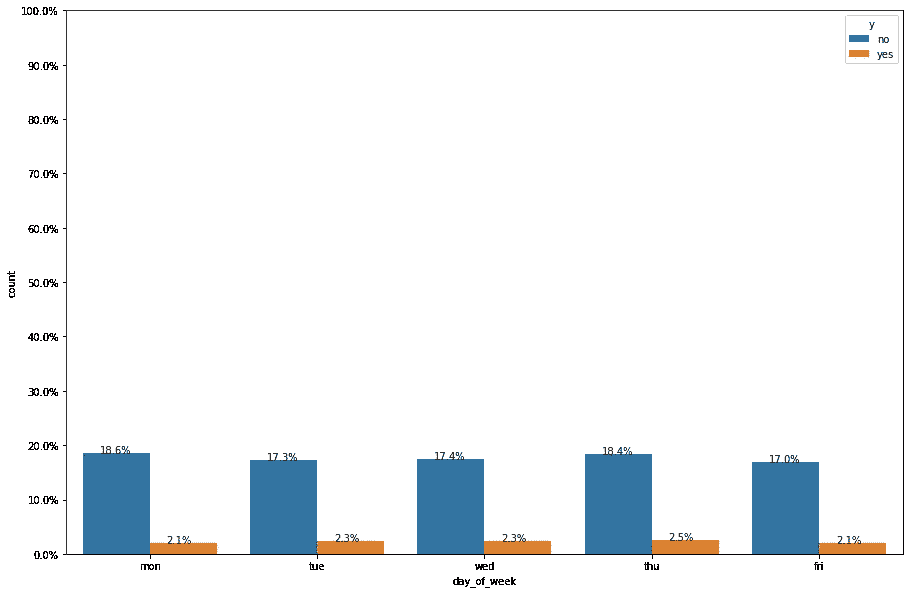 100.0%
90.0%
80.0%
70.0%
60.0%
50.0%
40.0%
30.0%
20.0%
10.0%
0.0%
count
y
no
yes
18.6%
2.1%
17.3%
2.3%
17.4%
2.3%
18.4%
2.5%
17.0%
2.1%
mon
tue
wed
thu
fri
day_of_week